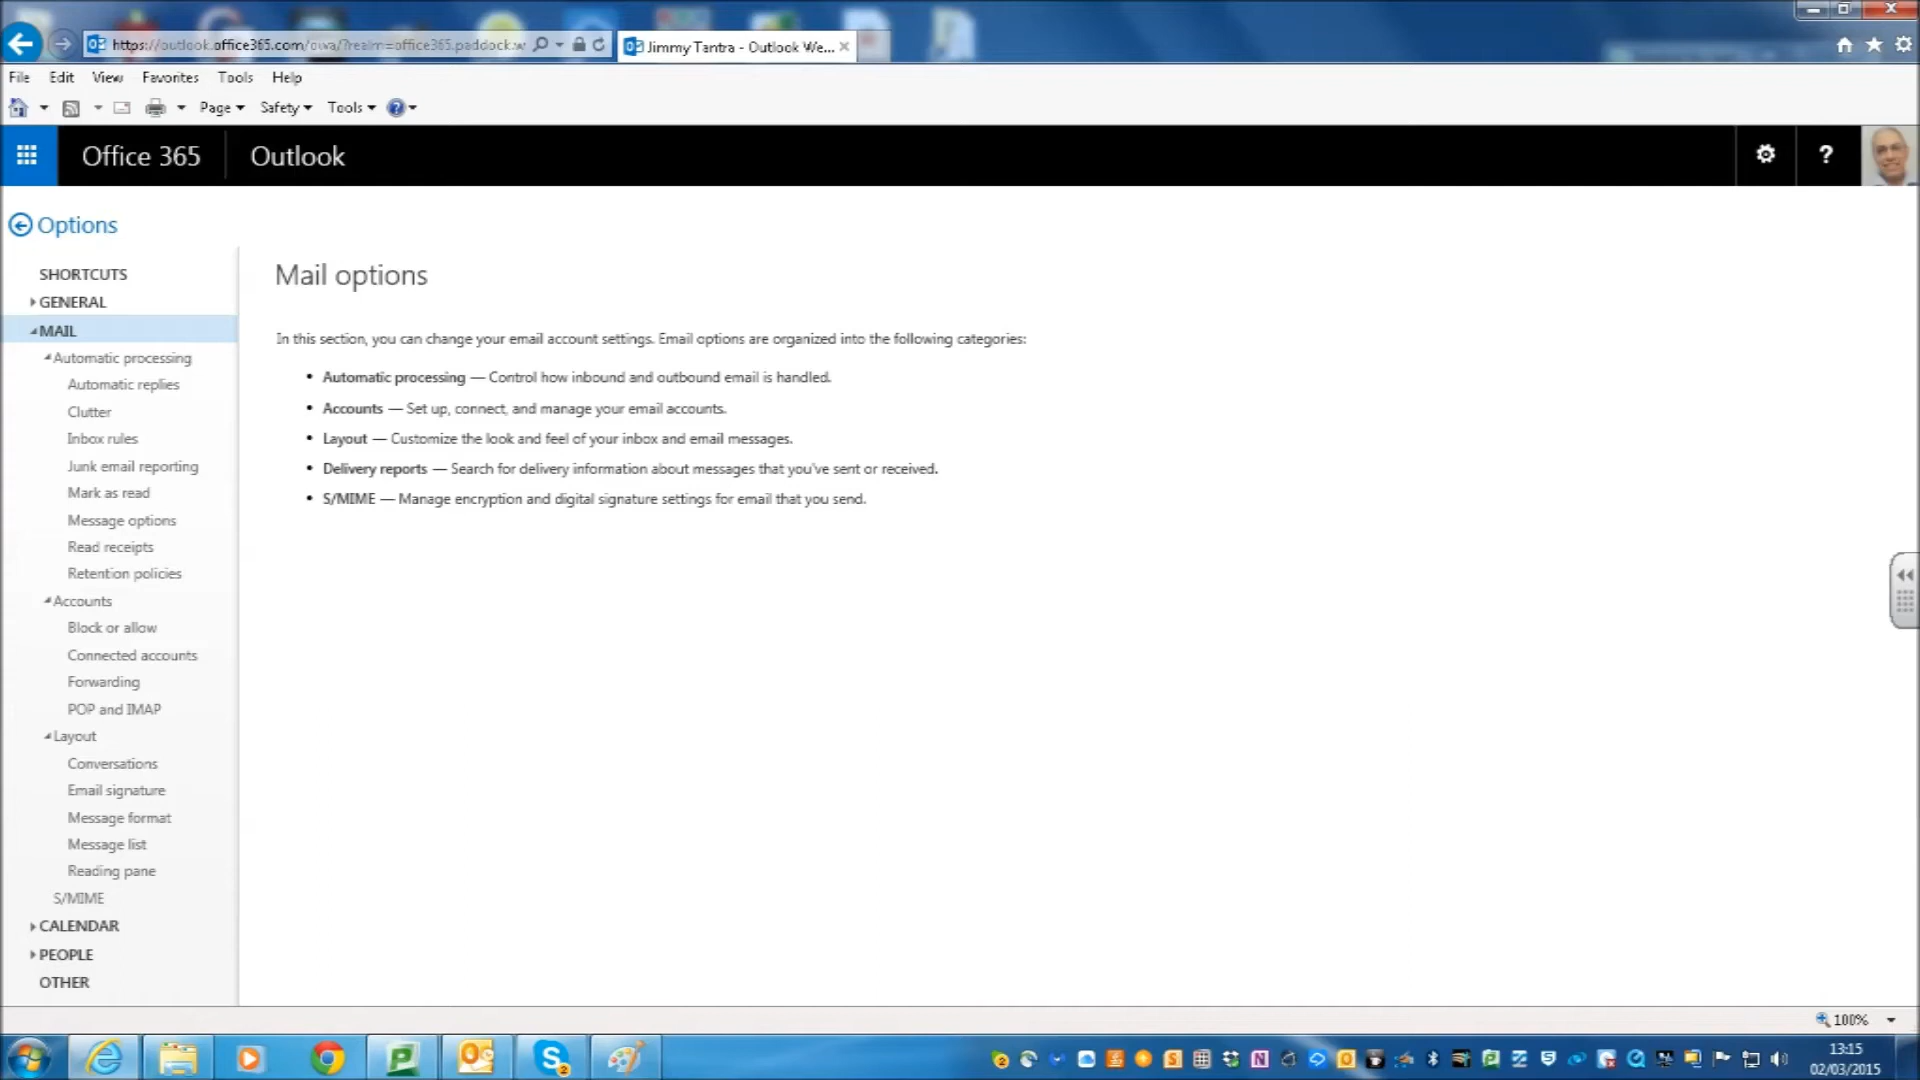 https://outlook.office365.com/owa/?realm=office365.paddock.w
Jimmy Tantra - Outlook We...
File Edit View Favorites Tools Help
Page Safety Tools
Office 365 Outlook ?
Options
SHORTCUTS
GENERAL
MAIL
Automatic processing
Automatic replies
Clutter
Inbox rules
Junk email reporting
Mark as read
Message options
Read receipts
Retention policies
Accounts
Block or allow
Connected accounts
Forwarding
POP and IMAP
Layout
Conversations
Email signature
Message format
Message list
Reading pane
S/MIME
CALENDAR
PEOPLE
OTHER
Mail options
In this section, you can change your email account settings. Email options are organized into the following categories:
• Automatic processing — Control how inbound and outbound email is handled.
• Accounts — Set up, connect, and manage your email accounts.
• Layout — Customize the look and feel of your inbox and email messages.
• Delivery reports — Search for delivery information about messages that you've sent or received.
• S/MIME — Manage encryption and digital signature settings for email that you send.
100%
13:15
02/03/2015